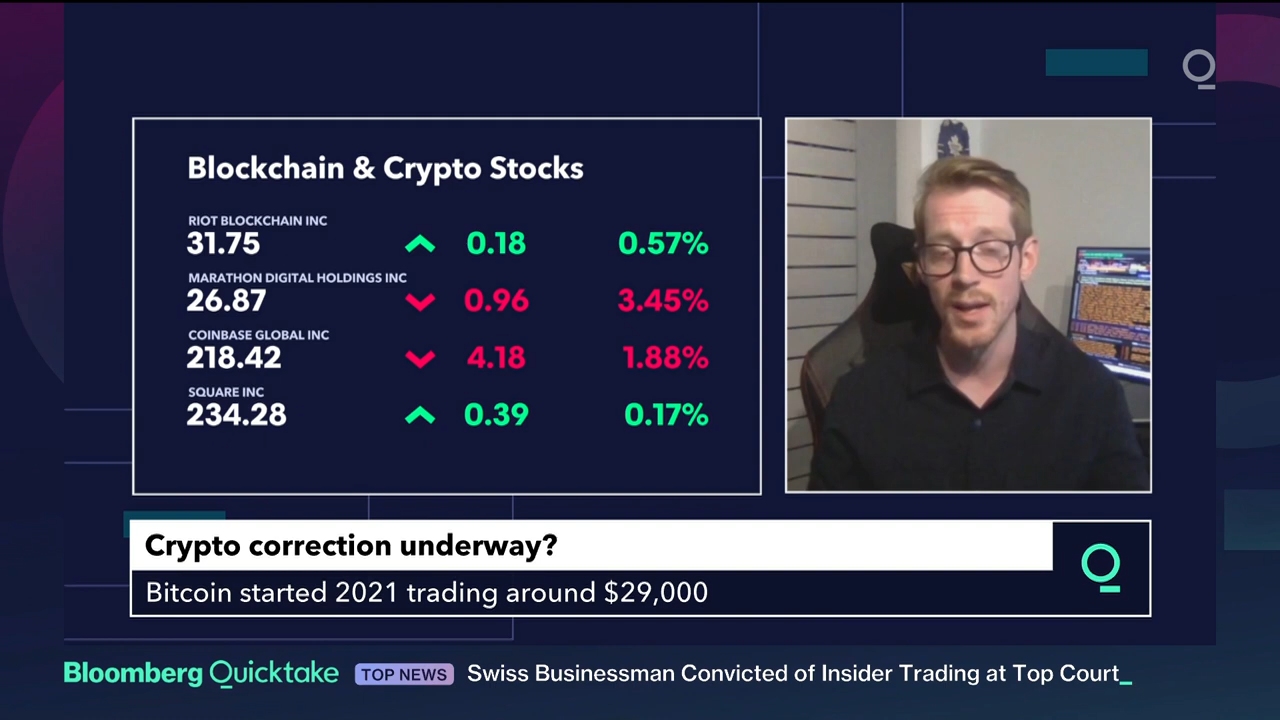 Blockchain & Crypto Stocks
RIOT BLOCKCHAIN INC
31.75 0.18 0.57%
MARATHON DIGITAL HOLDINGS INC
26.87 0.96 3.45%
COINBASE GLOBAL INC
218.42 4.18 1.88%
SQUARE INC
234.28 0.39 0.17%
Crypto correction underway?
Bitcoin started 2021 trading around $29,000
Bloomberg Quicktake TOP NEWS Swiss Businessman Convicted of Insider Trading at Top Court_